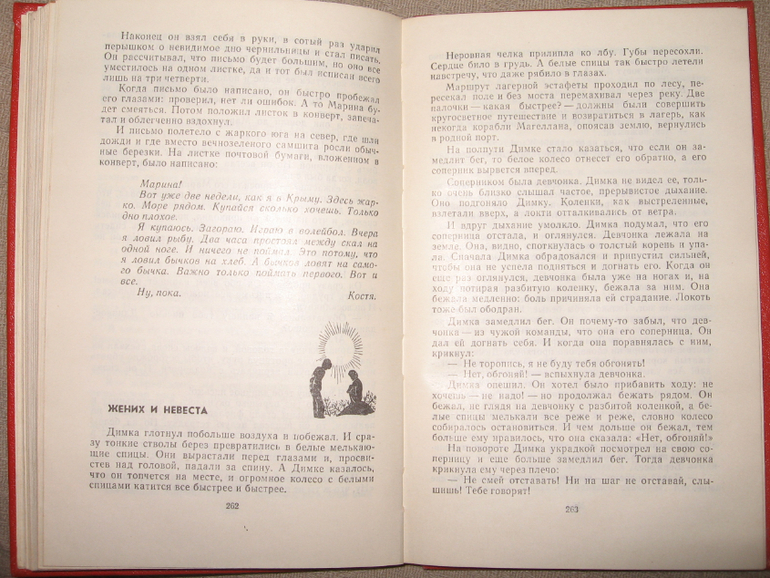 Наконец он взял себя в руки, в сотый раз ударил
перышком о невидимое дно чернильницы и стал писать.
Он рассчитывал, что письмо будет большим, но оно все
уместилось на одном листке, да и тот был исписан всего
лишь на три четверти.
Когда письмо было написано, он быстро пробежал
его глазами: проверил, нет ли ошибок. А то Марина бу-
дет смеяться. Потом положил листок в конверт, запеча-
тал и облегченно вздохнул.
И письмо полетело с жаркого юга на север, где шли
дожди и где вместо вечнозеленого самшита росли обыч-
ные березки. На листке почтовой бумаги, вложенном в
конверт, было написано:
Марина!
Вот уже две недели, как я в Крыму. Здесь жар-
ко. Море рядом. Купайся сколько хочешь. Только
дно плохое.
Я купаюсь. Загораю. Играю в волейбол. Вчера
я ловил рыбу. Два часа простоял между скал на
одной ноге. И ничего не поймал. Это потому, что
я ловил бычков на хлеб. А бычков ловят на само-
го бычка. Важно только поймать первого. Вот и
все.
Ну, пока. Костя.
ЖЕНИХ И НЕВЕСТА
Димка глотнул побольше воздуха и побежал. И сра-
зу тонкие стволы берез превратились в белые мелькаю-
щие спицы. Они вырастали перед глазами и, просви-
стев над головой, падали за спину. А Димке казалось,
что он топчется на месте, и огромное колесо с белыми
спицами катится все быстрее и быстрее.
262
Неровная челка прилипла ко лбу. Губы пересохли.
Сердце било в грудь. А белые спицы так быстро летели
навстречу, что даже рябило в глазах.
Маршрут лагерной эстафеты проходил по лесу, пе-
ресекал поле и без моста перемахивал через реку. Две
палочки — какая быстрее? — должны были совершить
кругосветное путешествие и возвратиться в лагерь, как
некогда корабли Магеллана, опоясав землю, вернулись
в родной порт.
На полпути Димке стало казаться, что если он за-
медлит бег, то белое колесо отнесет его обратно, а его
соперник вырвется вперед.
Соперником была девчонка. Димка не видел ее, толь-
ко очень близко слышал частое, прерывистое дыхание.
Оно подгоняло Димку. Коленки, как выстреленные,
взлетали вверх, а локти отталкивались от ветра.
И вдруг дыхание умолкло. Димка подумал, что его
соперница отстала, и оглянулся. Девчонка лежала на
земле. Она, видно, споткнулась о толстый корень и упа-
ла. Сначала Димка обрадовался и припустил сильней,
чтобы она не успела подняться и догнать его. Когда он
еще раз оглянулся, девчонка была уже на ногах и, на
ходу потирая разбитую коленку, бежала за ним. Она
бежала медленно: боль причиняла ей страдание. Локоть
тоже был ободран.
Димка замедлил бег. Он почему-то забыл, что дев-
чонка — из чужой команды, что она его соперница. Он
дал ей догнать себя. И когда она поравнялась с ним,
крикнул:
— Не торопись, я не буду тебя обгонять!
— Нет, обгоняй! — вспыхнула девчонка.
Димка опешил. Он хотел было прибавить ходу: не
хочешь — не надо! — но продолжал бежать рядом. Он
бежал, не глядя на девчонку с разбитой коленкой, а бе-
лые спицы мелькали все реже и реже, словно колесо
собиралось остановиться. И чем дольше он бежал, тем
больше ему нравилось, что она сказала: «Нет, обгоняй!»
На повороте Димка украдкой посмотрел на свою со-
перницу и еще больше замедлил бег. Тогда девчонка
крикнула ему через плечо:
— Не смей отставать! Ни на шаг не отставай, слы-
шишь! Тебе говорят!
263